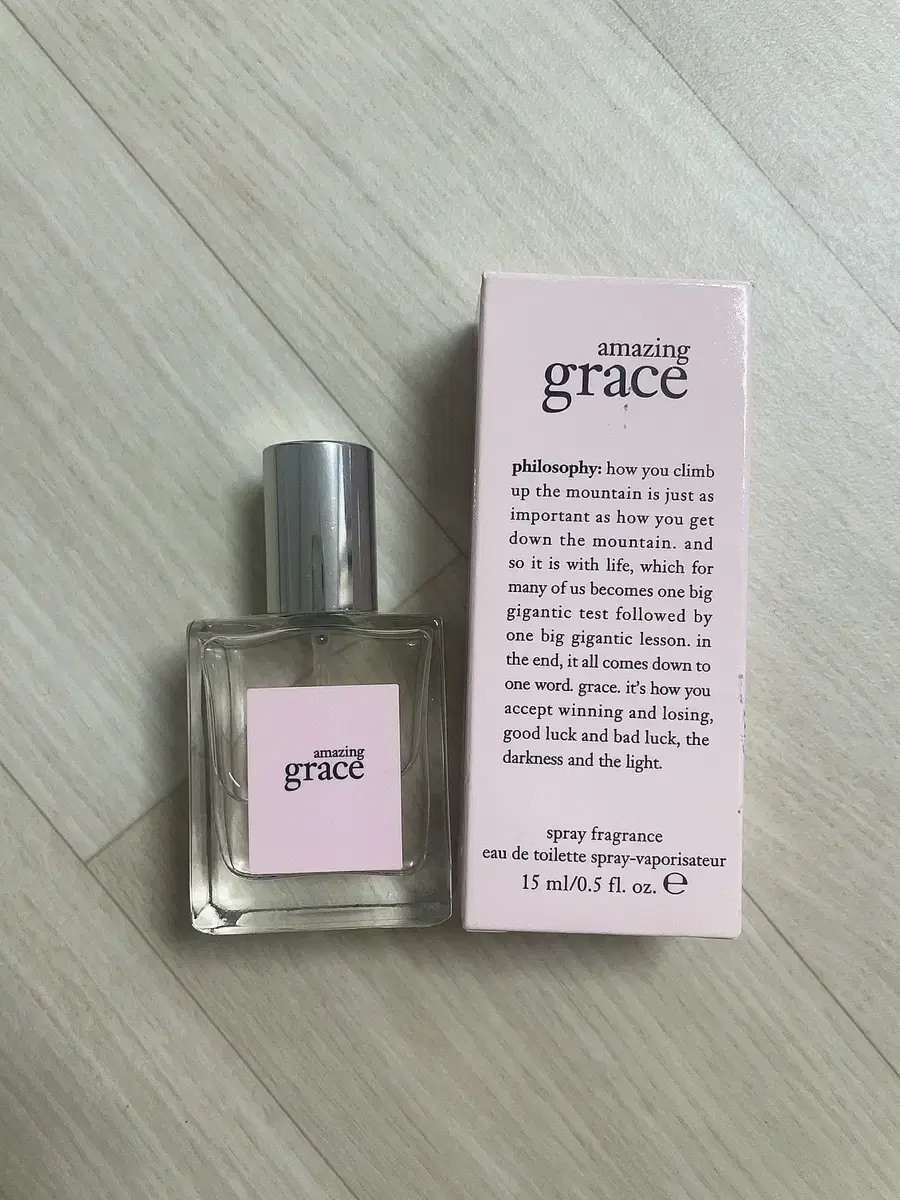 amazing
grace
philosophy: how you climb
up the mountain is just as
important as how you get
down the mountain. and
so it is with life, which for
many of us becomes one big
gigantic test followed by
one big gigantic lesson. in
the end, it all comes down to
one word. grace. it's how you
accept winning and losing,
good luck and bad luck, the
darkness and the light.
spray fragrance
eau de toilette spray-vaporisateur
15 ml/0.5 fl. oz. ℮
amazing
grace